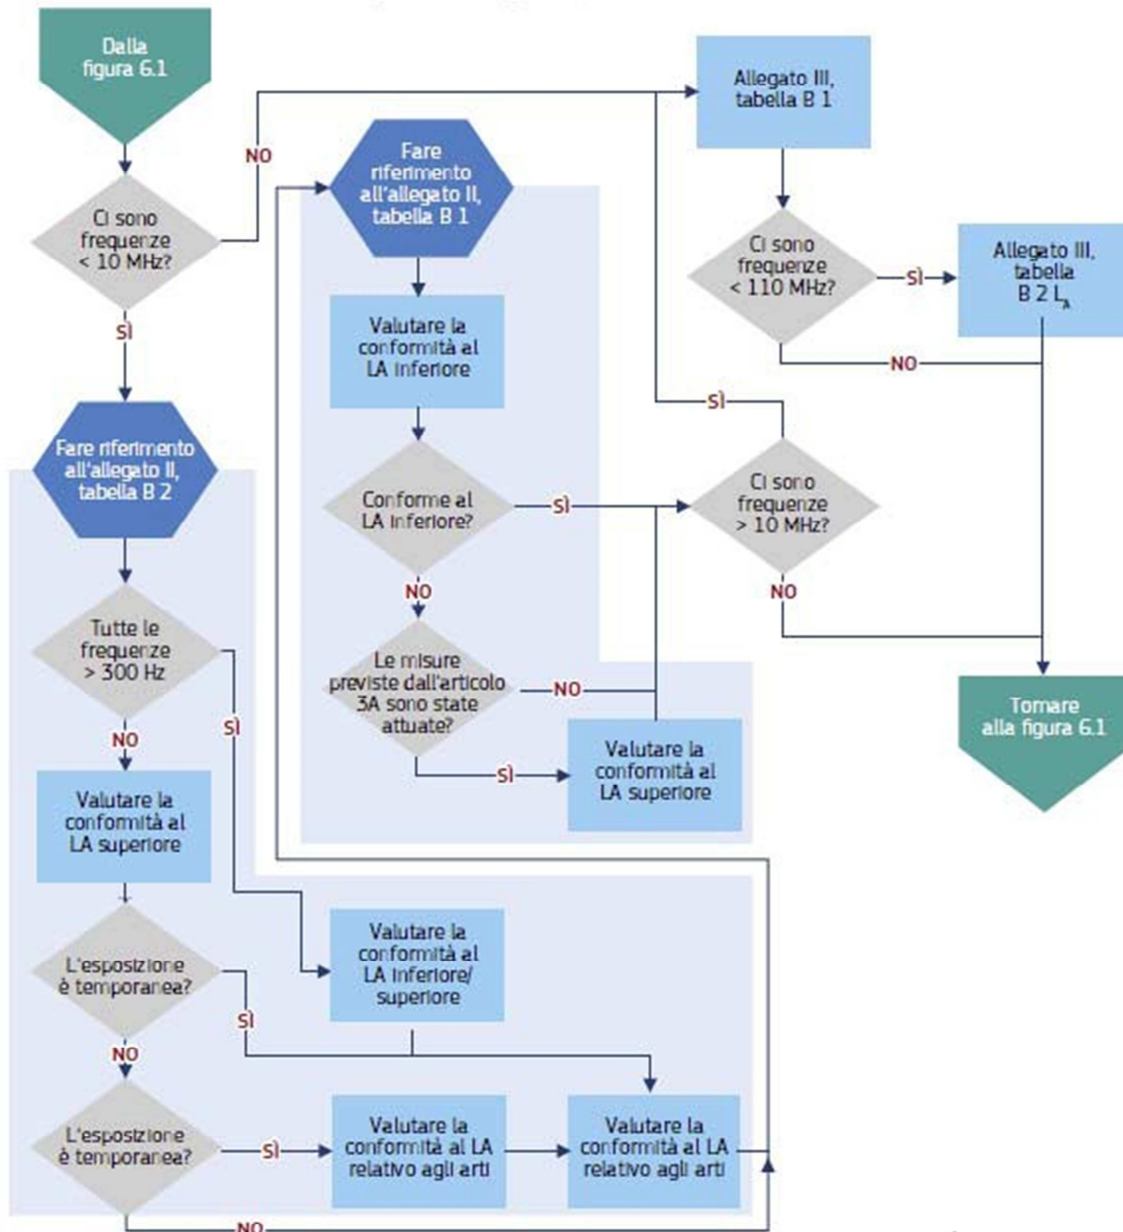 Dalla
figura 6.1
Ci sono
frequenze
< 10 MHz?
NO
SÌ
Fare riferimento
all'allegato II,
tabella B 2
Tutte le
frequenze
> 300 Hz
NO
SÌ
Valutare la
conformità al
LA superiore
L'esposizione
è temporanea?
SÌ
NO
L'esposizione
è temporanea?
SÌ
NO
Valutare la
conformità al
LA inferiore/
superiore
Valutare la
conformità al LA
relativo agli arti
Valutare la
conformità al LA
relativo agli arti
Fare
riferimento
all'allegato II,
tabella B 1
Valutare la
conformità al
LA inferiore
Conforme al
LA inferiore?
SÌ
NO
Le misure
previste dall'articolo
3A sono state
attuate?
NO
SÌ
Valutare la
conformità al
LA superiore
Ci sono
frequenze
> 10 MHz?
SÌ
NO
Allegato III,
tabella B 1
Ci sono
frequenze
< 110 MHz?
SÌ
NO
Allegato III,
tabella
B 2 LA
Tornare
alla figura 6.1